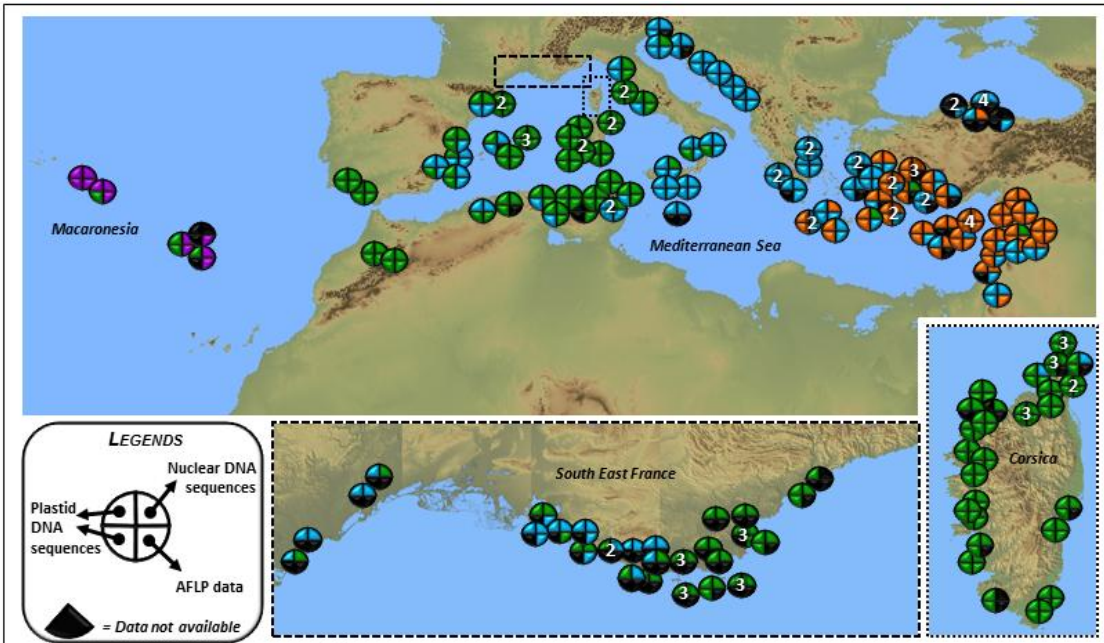 2
2
2 4
2
3
2
2
2
3
2
2
2
2
2
2
4
Macaronesia
Mediterranean Sea
LEGENDS
Nuclear DNA
sequences
Plastid
DNA
sequences
AFLP data
= Data not available
South East France
3
2
3
3
3
3
3
2
3
Corsica